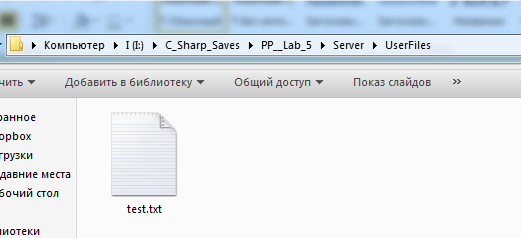 Компьютер ▸ I (I:) ▸ C_Sharp_Saves ▸ PP__Lab_5 ▸ Server ▸ UserFiles
чить Добавить в библиотеку Общий доступ Показ слайдов »
ранное
opbox
грузки
давние места
бочий стол
лиотеки
test.txt